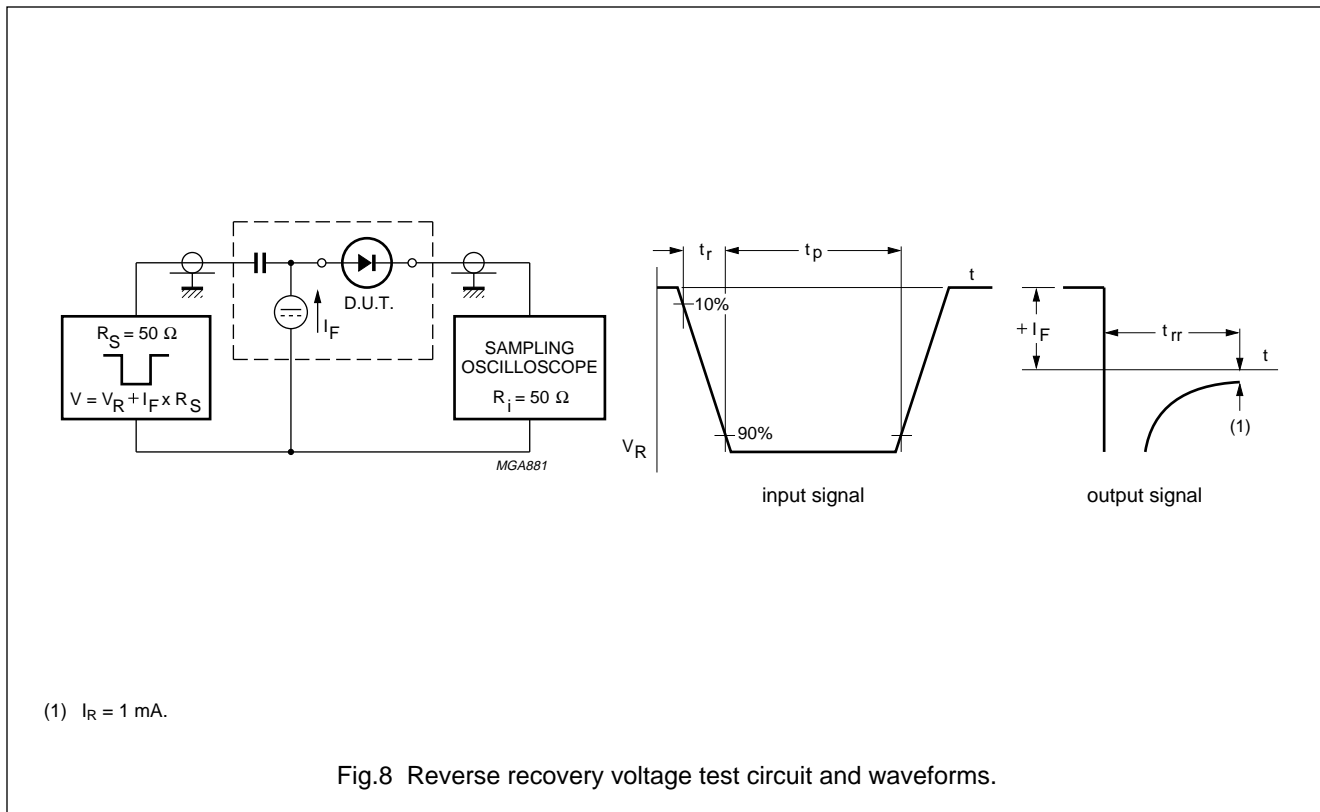 R_S = 50 Ω
V = V_R + I_F x R_S
I_F
D.U.T.
SAMPLING
OSCILLOSCOPE
R_i = 50 Ω
MGA881
t_r
t_p
t
10%
90%
V_R
input signal
+ I_F
t_rr
t
(1)
output signal
(1) I_R = 1 mA.
Fig.8 Reverse recovery voltage test circuit and waveforms.